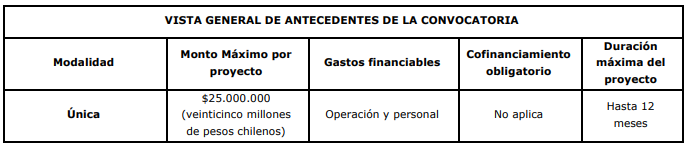 VISTA GENERAL DE ANTECEDENTES DE LA CONVOCATORIA
Modalidad
Monto Máximo por
proyecto
Gastos financiables
Cofinanciamiento
obligatorio
Duración
máxima del
proyecto
Única
$25.000.000
(veinticinco millones
de pesos chilenos)
Operación y personal
No aplica
Hasta 12
meses